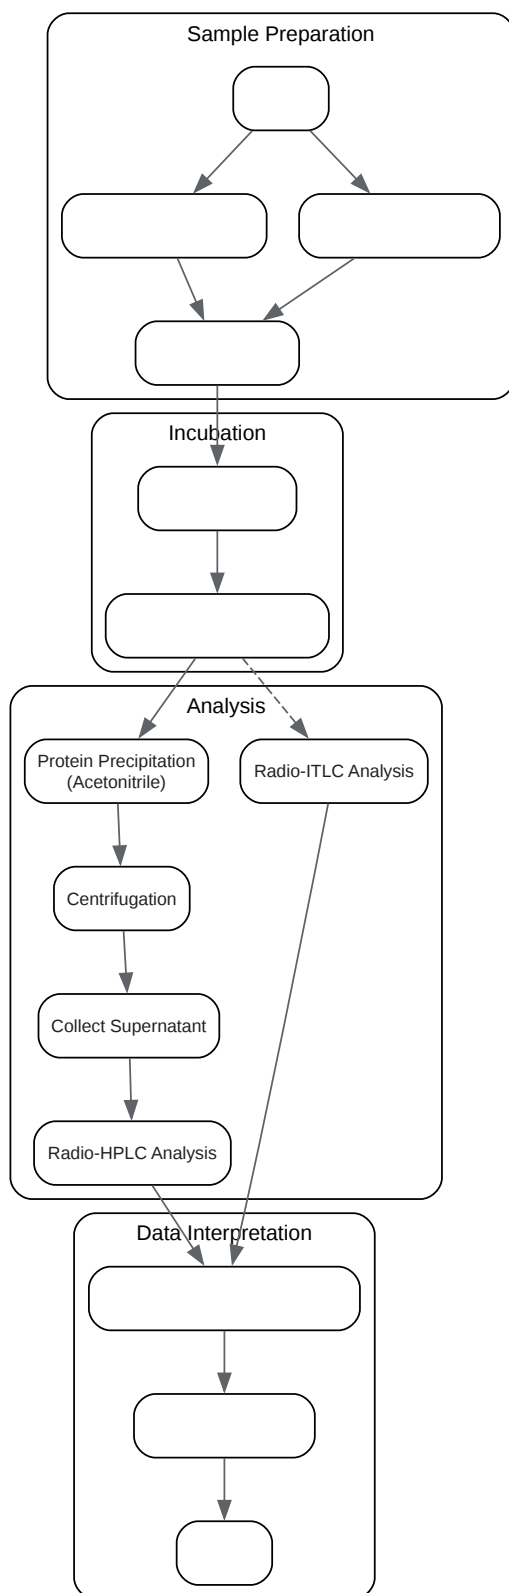 Sample Preparation
Incubation
Analysis
Protein Precipitation
(Acetonitrile)
Radio-ITLC Analysis
Centrifugation
Collect Supernatant
Radio-HPLC Analysis
Data Interpretation